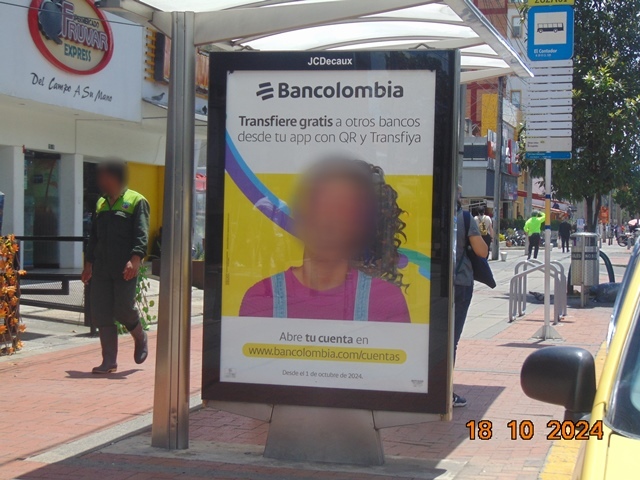 FRUVAR
EXPRESS
Del Campo A Su Mano
JCDecaux
Bancolombia
Transfiere gratis a otros bancos
desde tu app con QR y Transfiya
Abre tu cuenta en
www.bancolombia.com/cuentas
Desde el 1 de octubre de 2024.
El Contador
18 10 2024